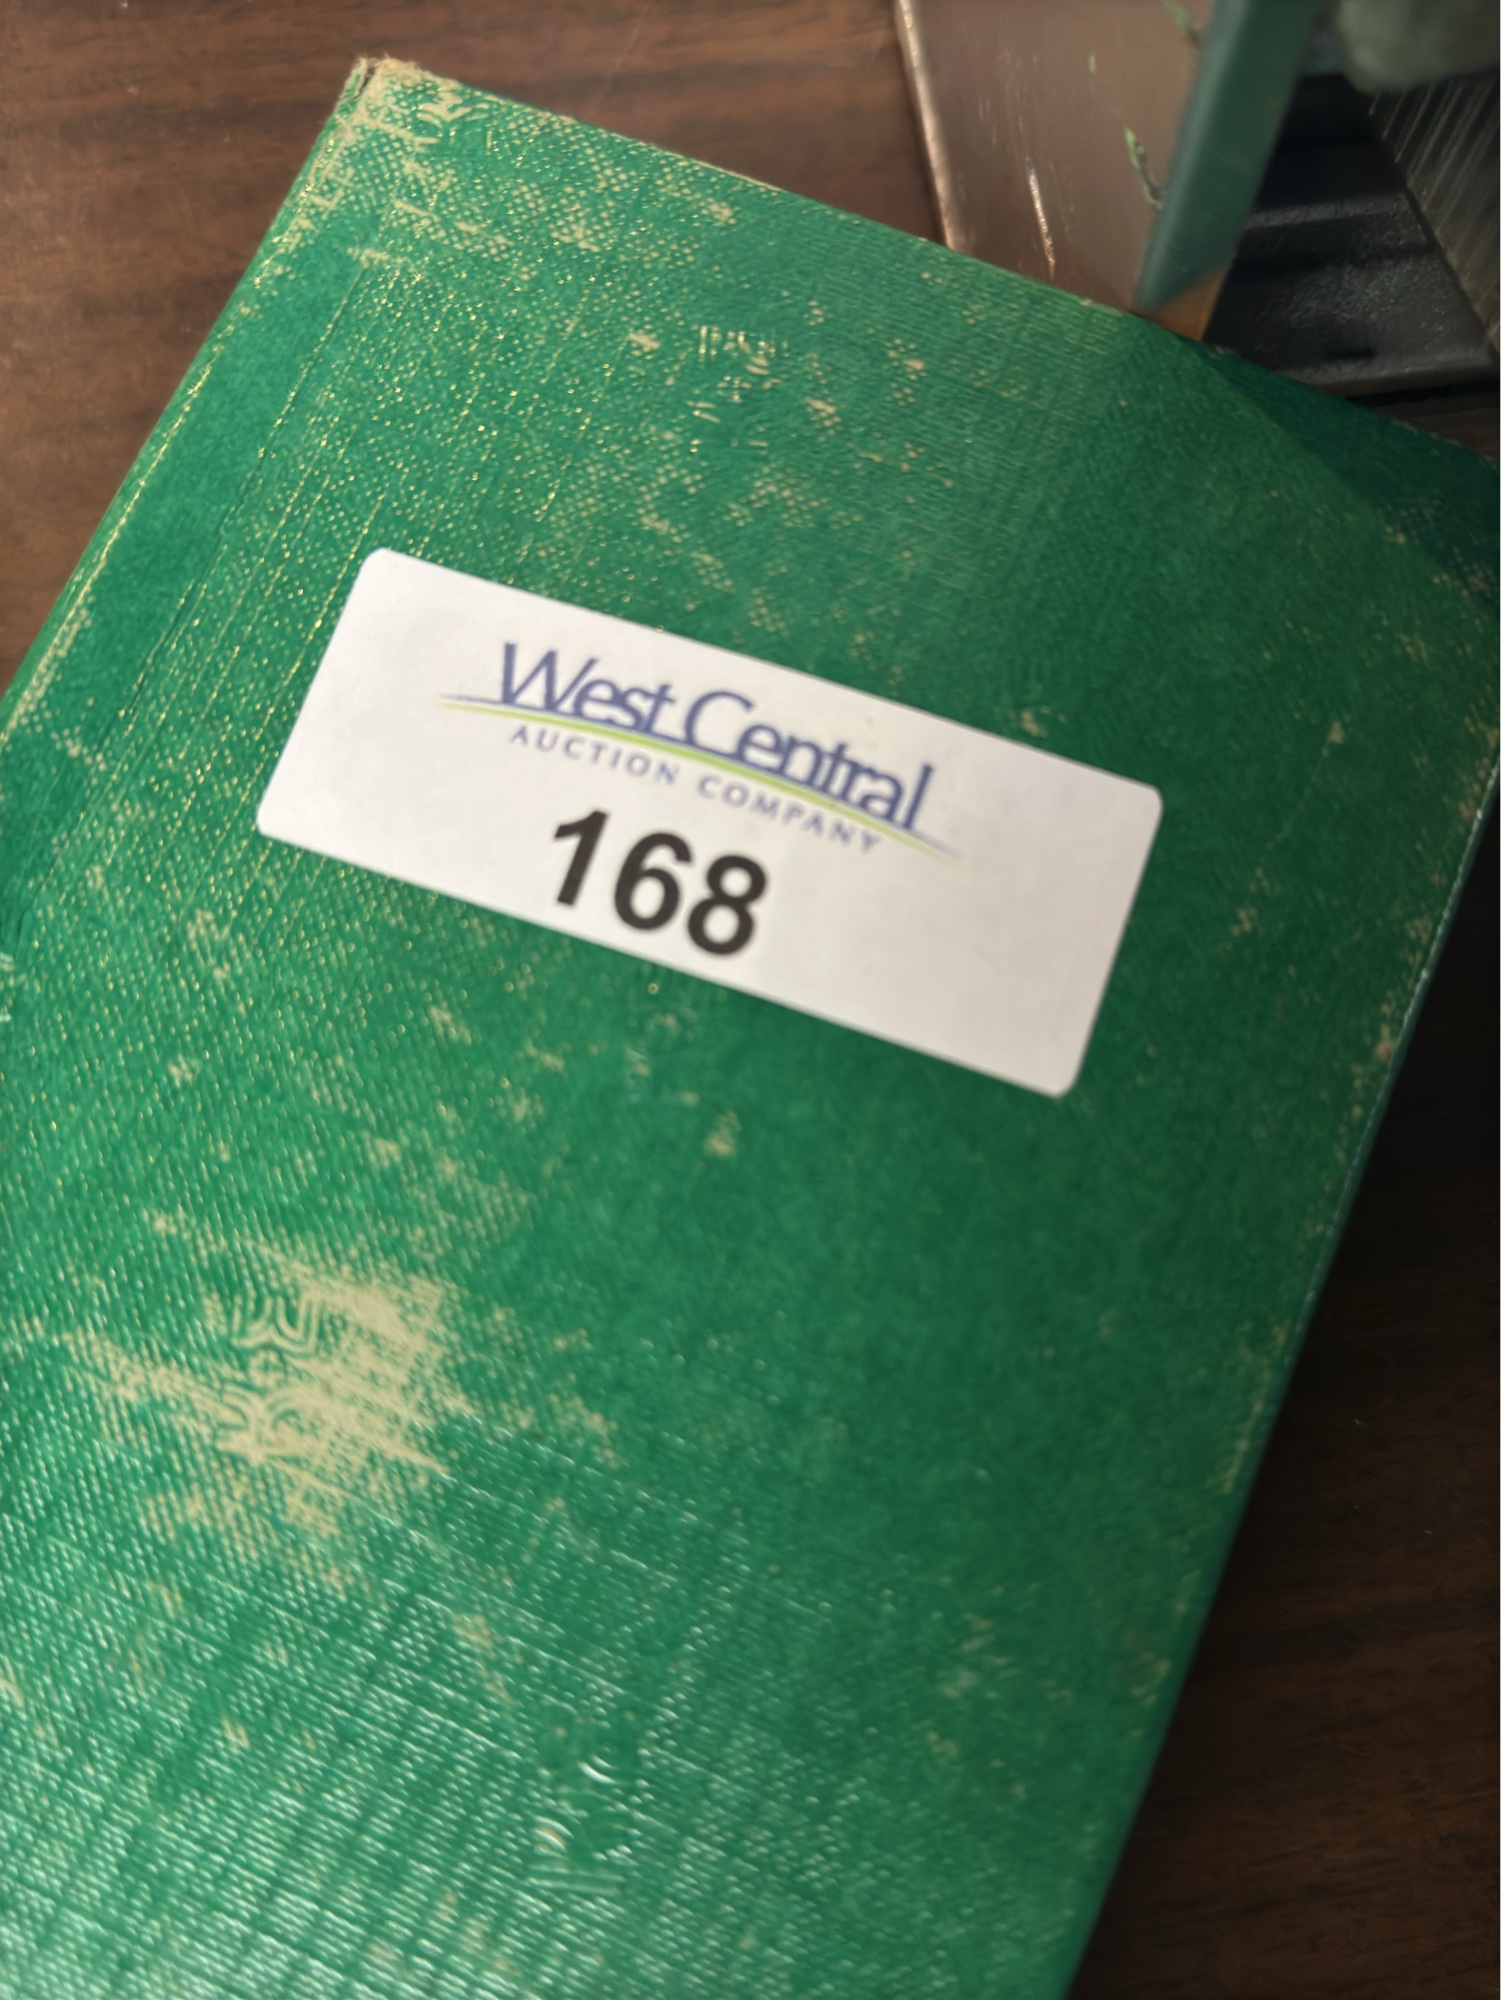 West Central
AUCTION COMPANY
168